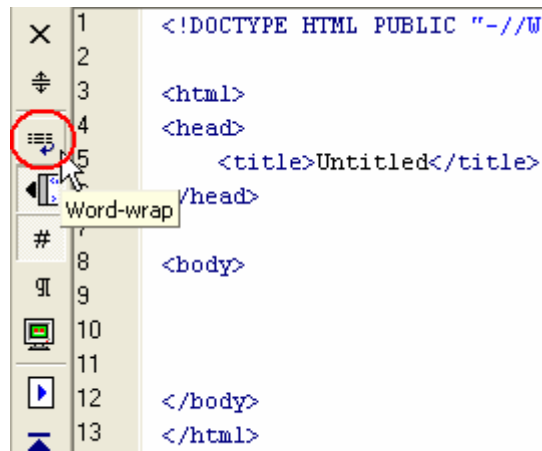 1 <!DOCTYPE HTML PUBLIC "-//W
2
3 <html>
4 <head>
5 <title>Untitled</title>
/head>
Word-wrap
# 7
8 <body>
¶ 9
10
11
12 </body>
13 </html>